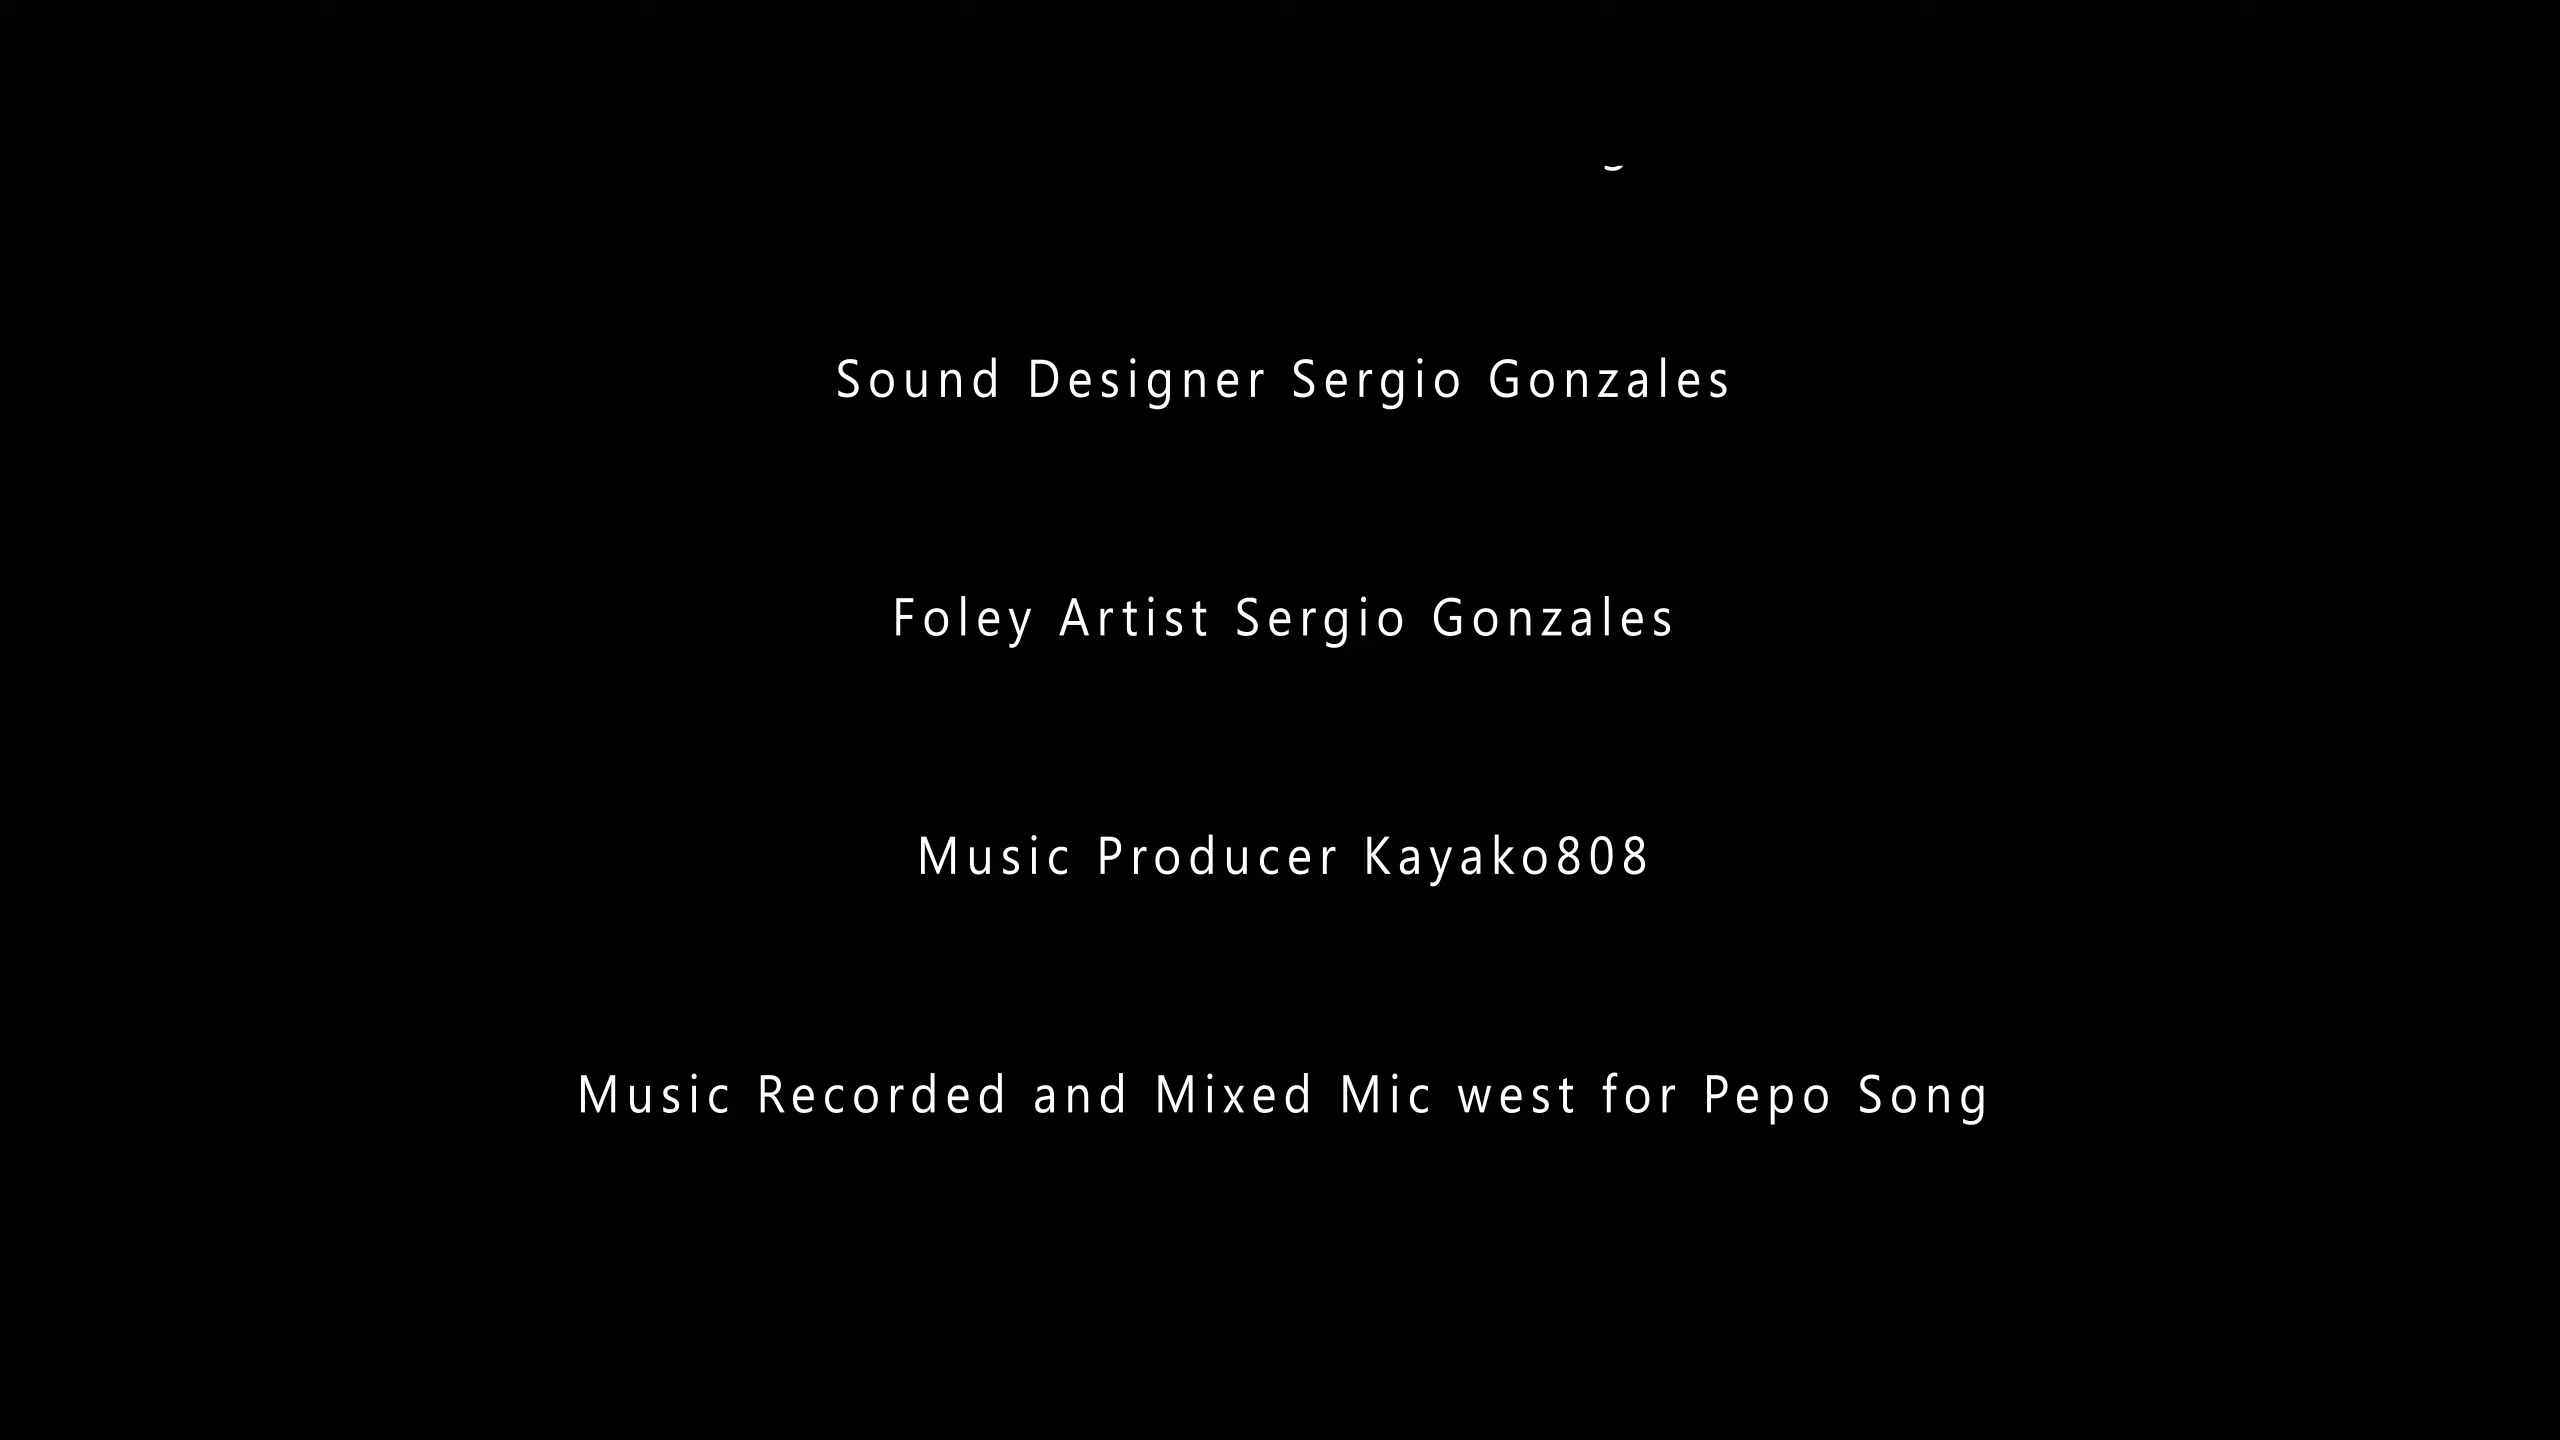 Sound Designer Sergio Gonzales
Foley Artist Sergio Gonzales
Music Producer Kayako808
Music Recorded and Mixed Mic west for Pepo Song